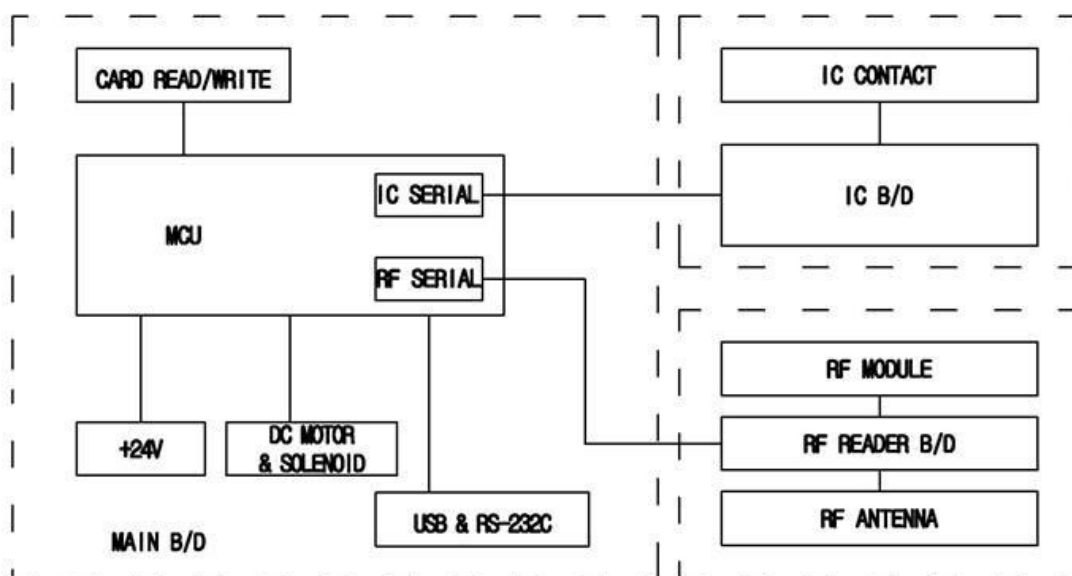 CARD READ/WRITE
IC CONTACT
IC SERIAL
IC B/D
MCU
RF SERIAL
RF MODULE
+24V
DC MOTOR
& SOLENOID
RF READER B/D
USB & RS-232C
RF ANTENNA
MAIN B/D